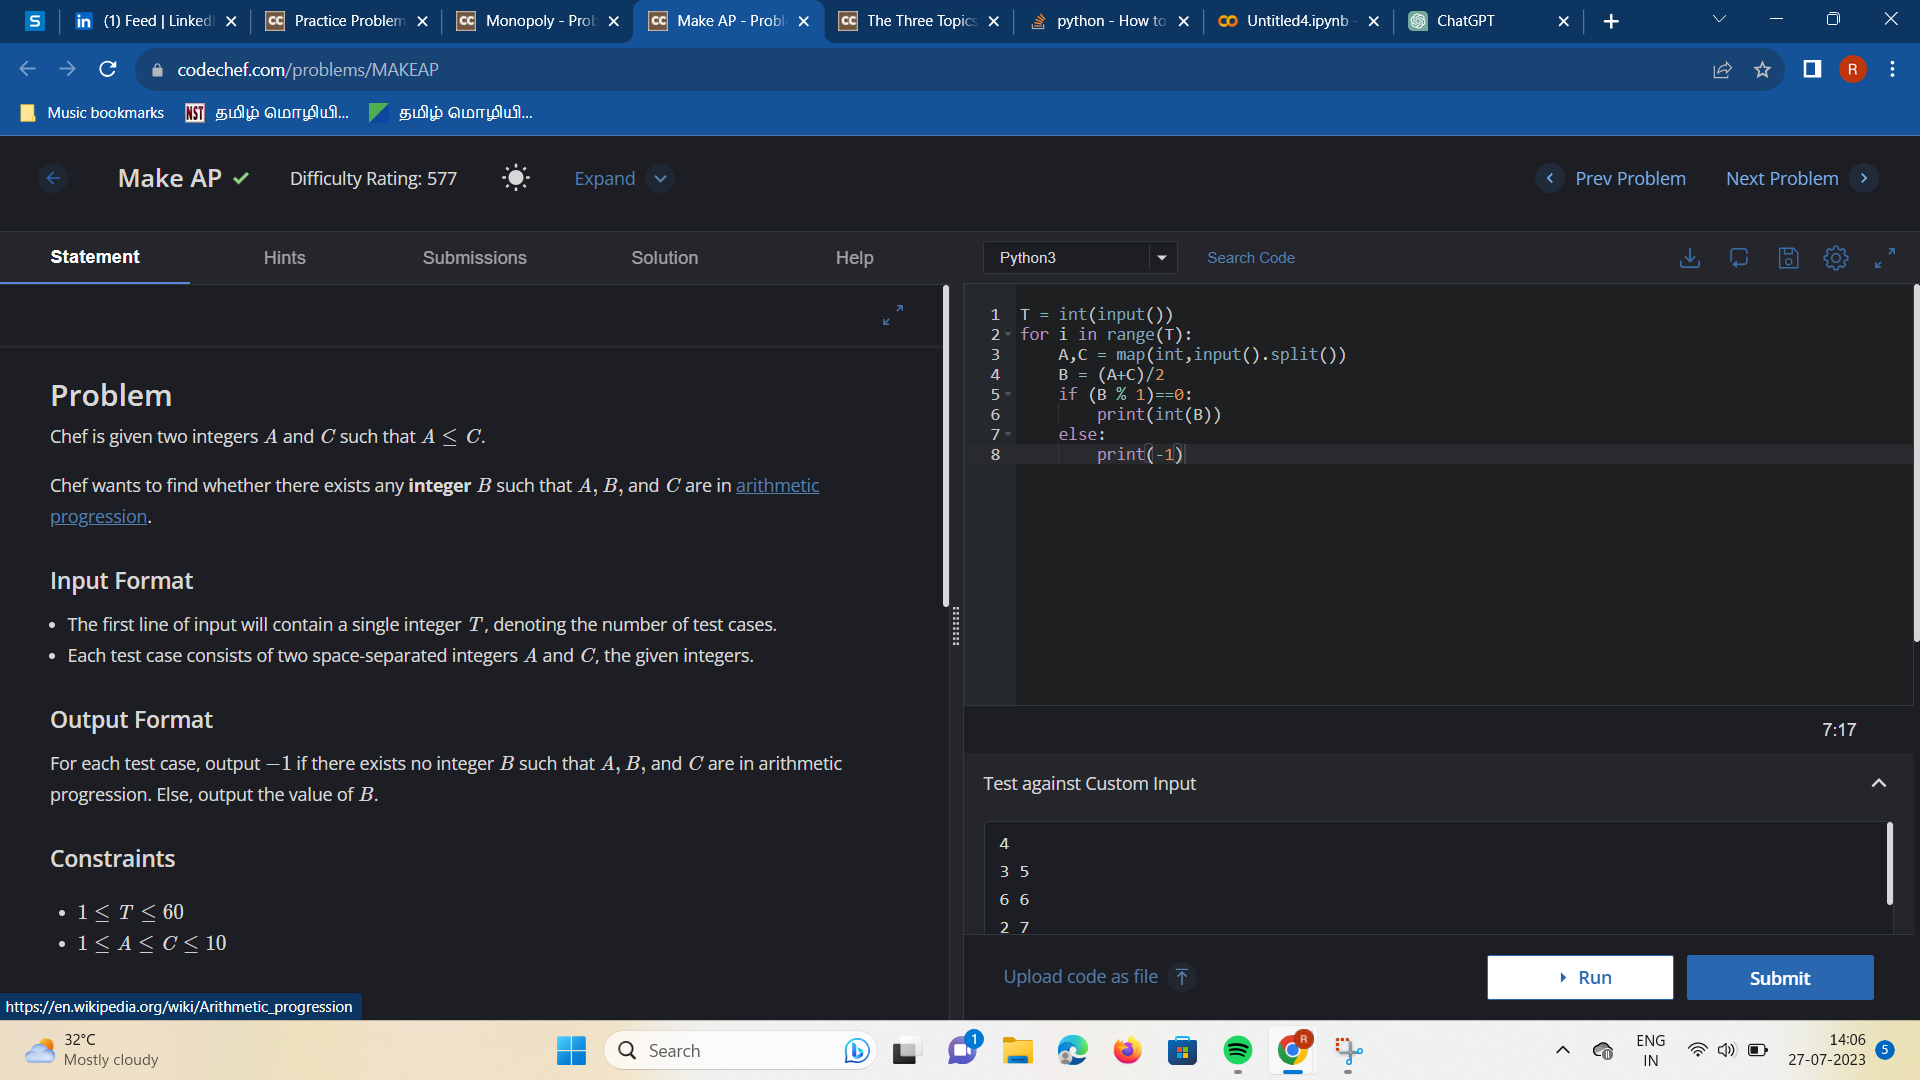 (1) Feed | Linked
Practice Problem
Monopoly - Prob
Make AP - Probl
The Three Topics
python - How to
Untitled4.ipynb -
ChatGPT
codechef.com/problems/MAKEAP
R
Music bookmarks
NST
தமிழ் மொழியி...
தமிழ் மொழியி...
Make AP
Difficulty Rating: 577
Expand
Prev Problem
Next Problem
Statement
Hints
Submissions
Solution
Help
Python3
Search Code
Problem
Chef is given two integers A and C such that A ≤ C.
Chef wants to find whether there exists any integer B such that A, B, and C are in arithmetic
progression.
Input Format
• The first line of input will contain a single integer T, denoting the number of test cases.
• Each test case consists of two space-separated integers A and C, the given integers.
Output Format
For each test case, output −1 if there exists no integer B such that A, B, and C are in arithmetic
progression. Else, output the value of B.
Constraints
• 1 ≤ T ≤ 60
• 1 ≤ A ≤ C ≤ 10
https://en.wikipedia.org/wiki/Arithmetic_progression
1 T = int(input())
2 for i in range(T):
3     A,C = map(int,input().split())
4     B = (A+C)/2
5     if (B % 1)==0:
6         print(int(B))
7     else:
8         print(-1)
7:17
Test against Custom Input
4
3 5
6 6
2 7
Upload code as file
Run
Submit
32°C
Mostly cloudy
Search
1
R
ENG
IN
14:06
27-07-2023
5